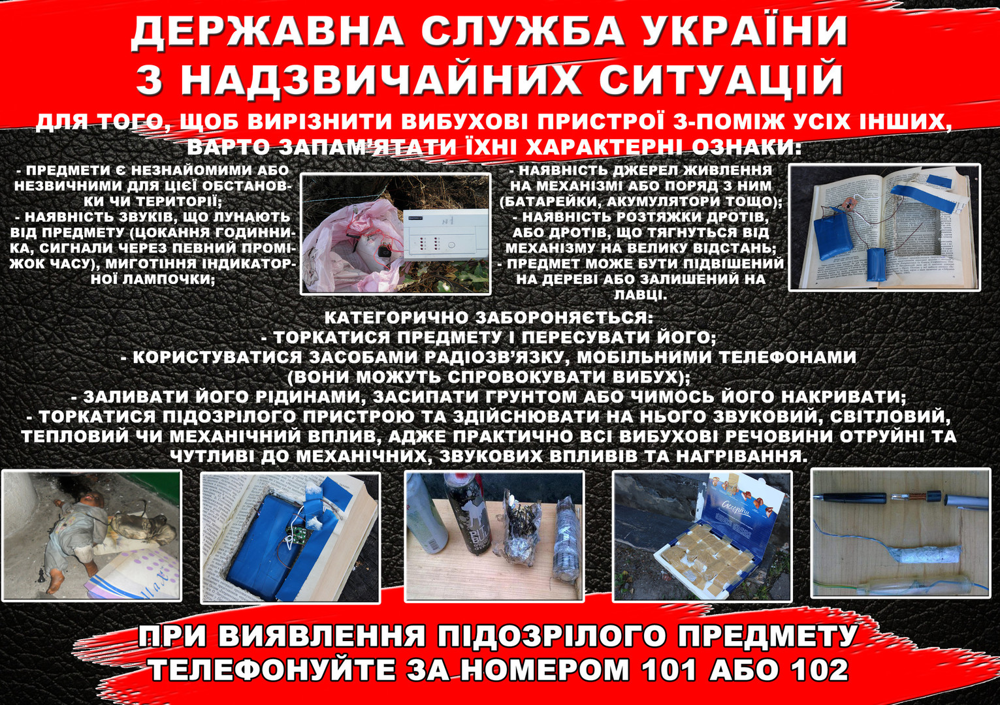 ДЕРЖАВНА СЛУЖБА УКРАЇНИ
З НАДЗВИЧАЙНИХ СИТУАЦІЙ
ДЛЯ ТОГО, ЩОБ ВИРІЗНИТИ ВИБУХОВІ ПРИСТРОЇ З-ПОМІЖ УСІХ ІНШИХ,
ВАРТО ЗАПАМ'ЯТАТИ ЇХНІ ХАРАКТЕРНІ ОЗНАКИ:
- ПРЕДМЕТИ Є НЕЗНАЙОМИМИ АБО
НЕЗВИЧНИМИ ДЛЯ ЦІЄЇ ОБСТАНОВ-
КИ ЧИ ТЕРИТОРІЇ;
- НАЯВНІСТЬ ЗВУКІВ, ЩО ЛУНАЮТЬ
ВІД ПРЕДМЕТУ (ЦОКАННЯ ГОДИННИ-
КА, СИГНАЛИ ЧЕРЕЗ ПЕВНИЙ ПРОМІ-
ЖОК ЧАСУ), МИГОТІННЯ ІНДИКАТОР-
НОЇ ЛАМПОЧКИ;
- НАЯВНІСТЬ ДЖЕРЕЛ ЖИВЛЕННЯ
НА МЕХАНІЗМІ АБО ПОРЯД З НИМ
(БАТАРЕЙКИ, АКУМУЛЯТОРИ ТОЩО);
- НАЯВНІСТЬ РОЗТЯЖКИ ДРОТІВ,
АБО ДРОТІВ, ЩО ТЯГНУТЬСЯ ВІД
МЕХАНІЗМУ НА ВЕЛИКУ ВІДСТАНЬ;
- ПРЕДМЕТ МОЖЕ БУТИ ПІДВІШЕНИЙ
НА ДЕРЕВІ АБО ЗАЛИШЕНИЙ НА
ЛАВЦІ.
КАТЕГОРИЧНО ЗАБОРОНЯЄТЬСЯ:
- ТОРКАТИСЯ ПРЕДМЕТУ І ПЕРЕСУВАТИ ЙОГО;
- КОРИСТУВАТИСЯ ЗАСОБАМИ РАДІОЗВ'ЯЗКУ, МОБІЛЬНИМИ ТЕЛЕФОНАМИ
(ВОНИ МОЖУТЬ СПРОВОКУВАТИ ВИБУХ);
- ЗАЛИВАТИ ЙОГО РІДИНАМИ, ЗАСИПАТИ ГРУНТОМ АБО ЧИМОСЬ ЙОГО НАКРИВАТИ;
- ТОРКАТИСЯ ПІДОЗРІЛОГО ПРИСТРОЮ ТА ЗДІЙСНЮВАТИ НА НЬОГО ЗВУКОВИЙ, СВІТЛОВИЙ,
ТЕПЛОВИЙ ЧИ МЕХАНІЧНИЙ ВПЛИВ, АДЖЕ ПРАКТИЧНО ВСІ ВИБУХОВІ РЕЧОВИНИ ОТРУЙНІ ТА
ЧУТЛИВІ ДО МЕХАНІЧНИХ, ЗВУКОВИХ ВПЛИВІВ ТА НАГРІВАННЯ.
Ассорти
ПРИ ВИЯВЛЕННЯ ПІДОЗРІЛОГО ПРЕДМЕТУ
ТЕЛЕФОНУЙТЕ ЗА НОМЕРОМ 101 АБО 102